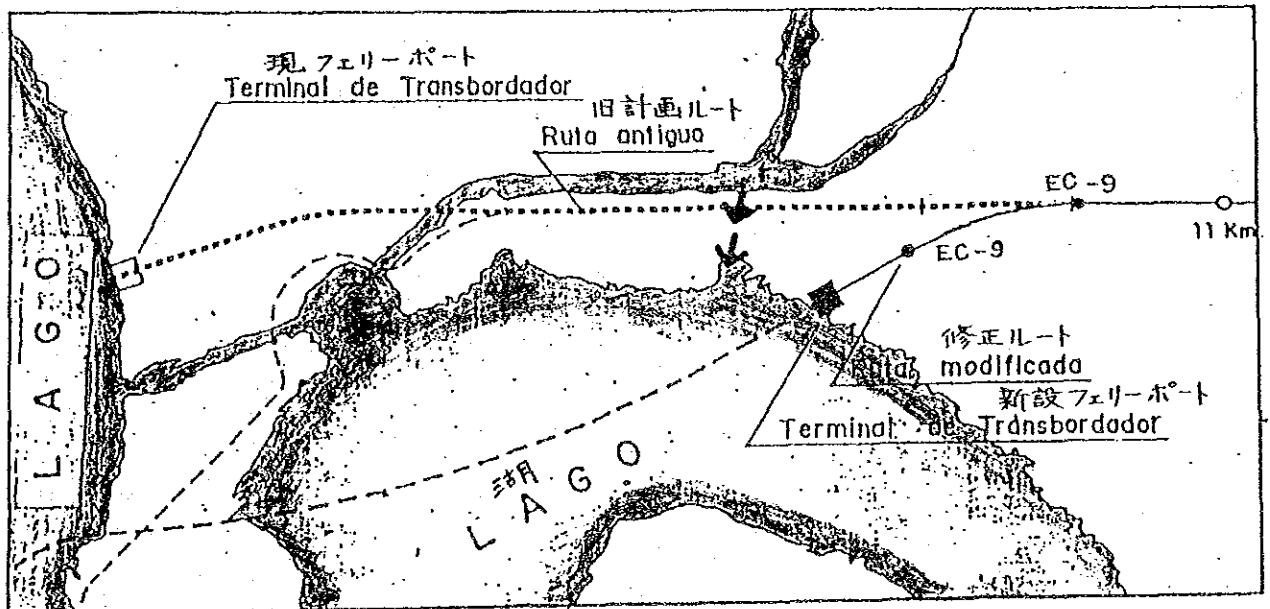 現フェリーポート
Terminal de Transbordador
旧計画ルート
Ruta antigua
EC-9
11 Km.
EC-9
LAGO
修正ルート
Ruta modificada
新設フェリーポート
Terminal de Transbordador
湖
LAGO